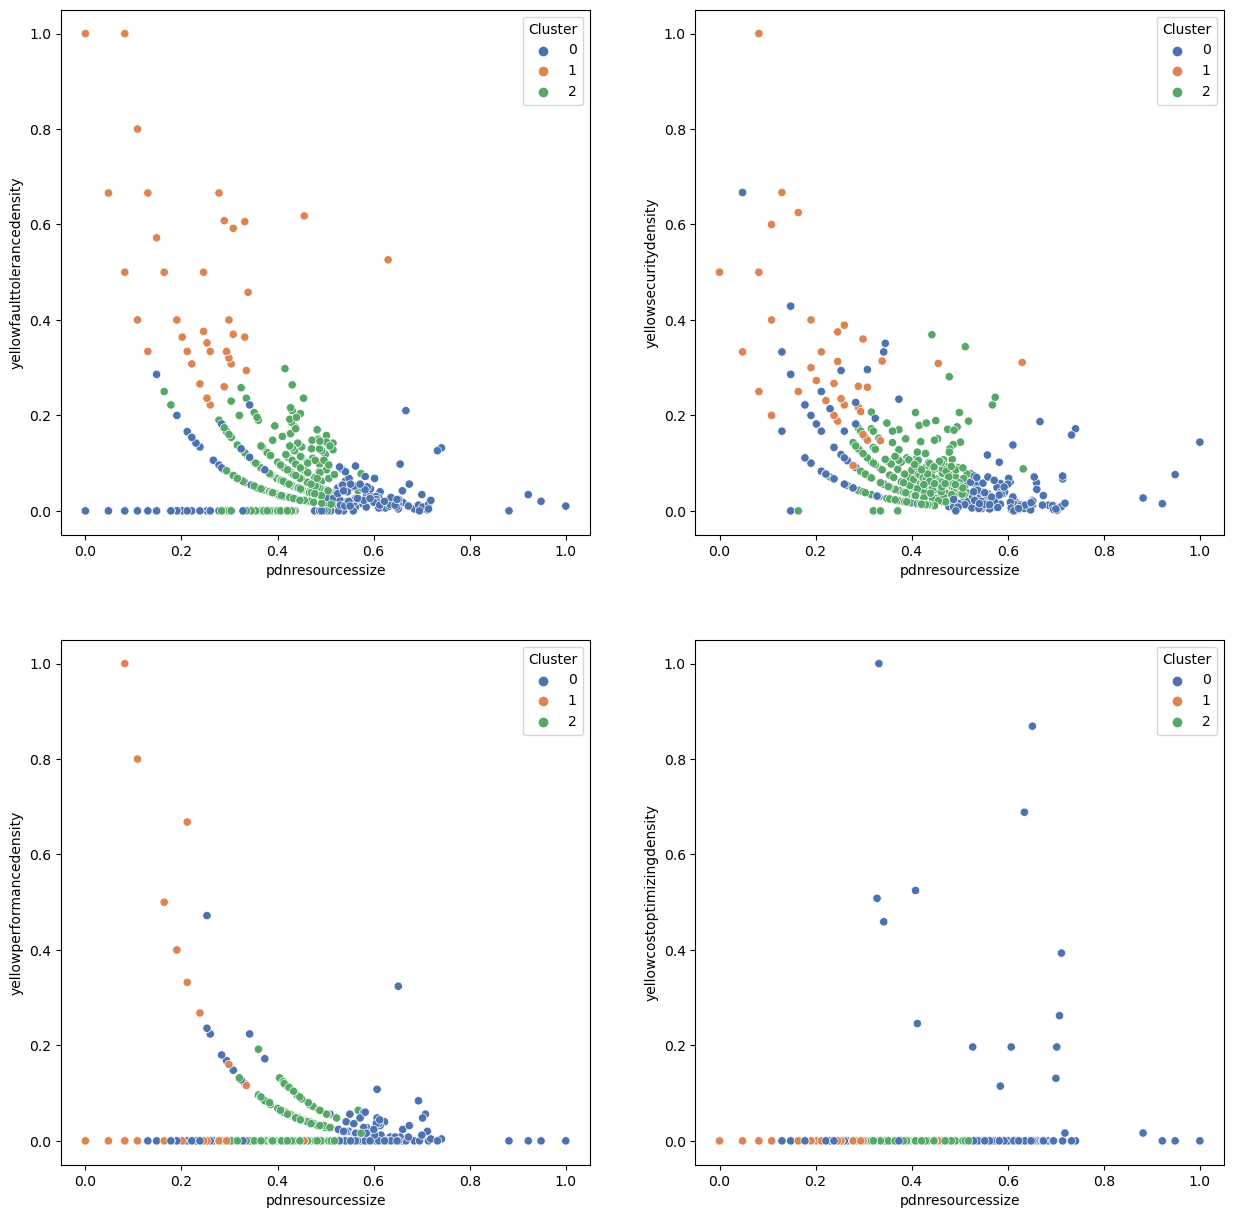 1.0
0.8
0.6
0.4
0.2
0.0
yellowfaulttolerancedensity
0.0 0.2 0.4 0.6 0.8 1.0
pdnresourcessize
Cluster
0
1
2
1.0
0.8
0.6
0.4
0.2
0.0
yellowsecuritydensity
0.0 0.2 0.4 0.6 0.8 1.0
pdnresourcessize
Cluster
0
1
2
1.0
0.8
0.6
0.4
0.2
0.0
yellowperformancedensity
0.0 0.2 0.4 0.6 0.8 1.0
pdnresourcessize
Cluster
0
1
2
1.0
0.8
0.6
0.4
0.2
0.0
yellowcostoptimizingdensity
0.0 0.2 0.4 0.6 0.8 1.0
pdnresourcessize
Cluster
0
1
2